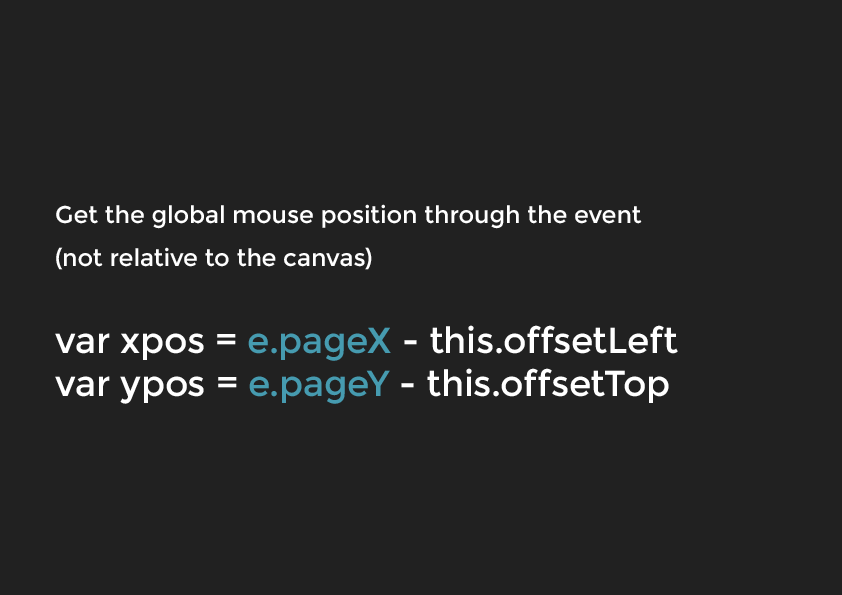 Get the global mouse position through the event
(not relative to the canvas)
var xpos = e.pageX - this.offsetLeft
var ypos = e.pageY - this.offsetTop